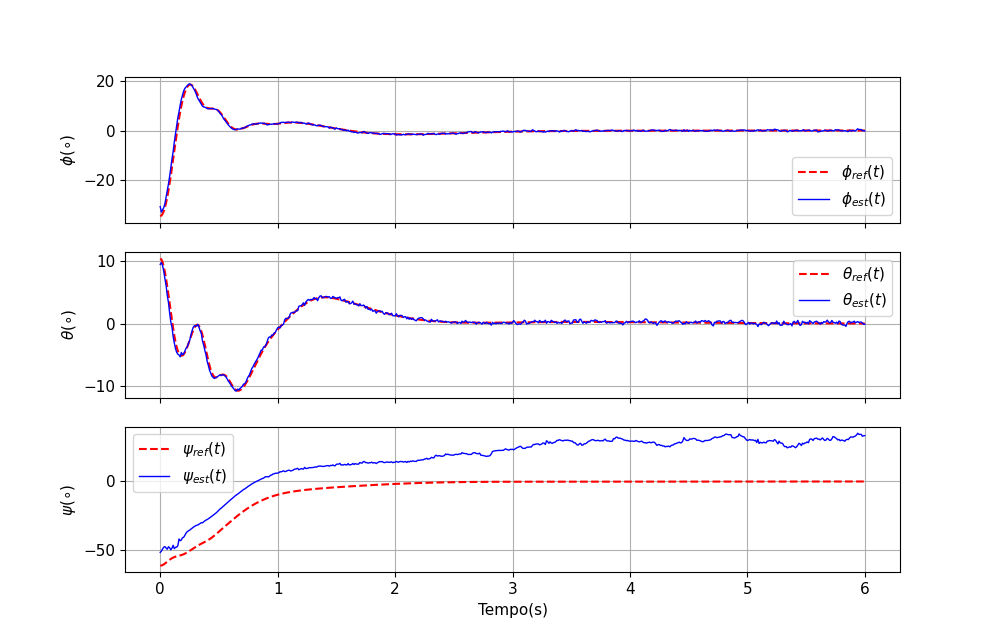 20
0
−20
ϕ(∘)
ϕref(t)
ϕest(t)
10
0
−10
θ(∘)
θref(t)
θest(t)
0
−50
ψ(∘)
ψref(t)
ψest(t)
0 1 2 3 4 5 6
Tempo(s)